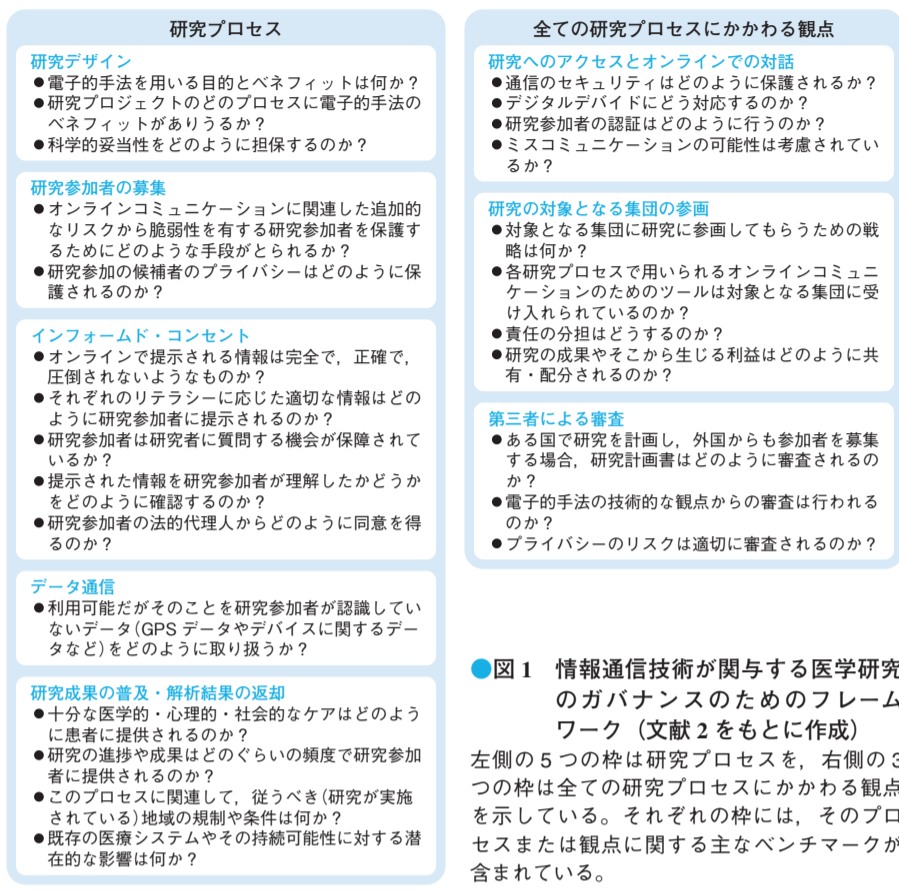 研究プロセス
研究デザイン
●電子的手法を用いる目的とベネフィットは何か？
●研究プロジェクトのどのプロセスに電子的手法の
ベネフィットがありうるか？
●科学的妥当性をどのように担保するのか？
研究参加者の募集
●オンラインコミュニケーションに関連した追加的
なリスクから脆弱性を有する研究参加者を保護す
るためにどのような手段がとられるか？
●研究参加の候補者のプライバシーはどのように保
護されるのか？
インフォームド・コンセント
●オンラインで提示される情報は完全で，正確で，
圧倒されないようなものか？
●それぞれのリテラシーに応じた適切な情報はどの
ように研究参加者に提示されるのか？
●研究参加者は研究者に質問する機会が保障されて
いるか？
●提示された情報を研究参加者が理解したかどうか
をどのように確認するのか？
●研究参加者の法的代理人からどのように同意を得
るのか？
データ通信
●利用可能だがそのことを研究参加者が認識してい
ないデータ（GPS データやデバイスに関するデー
タなど）をどのように取り扱うか？
研究成果の普及・解析結果の返却
●十分な医学的・心理的・社会的なケアはどのよう
に患者に提供されるのか？
●研究の進捗や成果はどのぐらいの頻度で研究参加
者に提供されるのか？
●このプロセスに関連して，従うべき（研究が実施
されている）地域の規制や条件は何か？
●既存の医療システムやその持続可能性に対する潜
在的な影響は何か？
全ての研究プロセスにかかわる観点
研究へのアクセスとオンラインでの対話
●通信のセキュリティはどのように保護されるか？
●デジタルデバイドにどう対応するのか？
●研究参加者の認証はどのように行うのか？
●ミスコミュニケーションの可能性は考慮されてい
るか？
研究の対象となる集団の参画
●対象となる集団に研究に参画してもらうための戦
略は何か？
●各研究プロセスで用いられるオンラインコミュニ
ケーションのためのツールは対象となる集団に受
け入れられているのか？
●責任の分担はどうするのか？
●研究の成果やそこから生じる利益はどのように共
有・配分されるのか？
第三者による審査
●ある国で研究を計画し，外国からも参加者を募集
する場合，研究計画書はどのように審査されるの
か？
●電子的手法の技術的な観点からの審査は行われる
のか？
●プライバシーのリスクは適切に審査されるのか？
●図 1　情報通信技術が関与する医学研究
のガバナンスのためのフレーム
ワーク（文献 2 をもとに作成）
左側の 5 つの枠は研究プロセスを，右側の 3
つの枠は全ての研究プロセスにかかわる観点
を示している。それぞれの枠には，そのプロ
セスまたは観点に関する主なベンチマークが
含まれている。